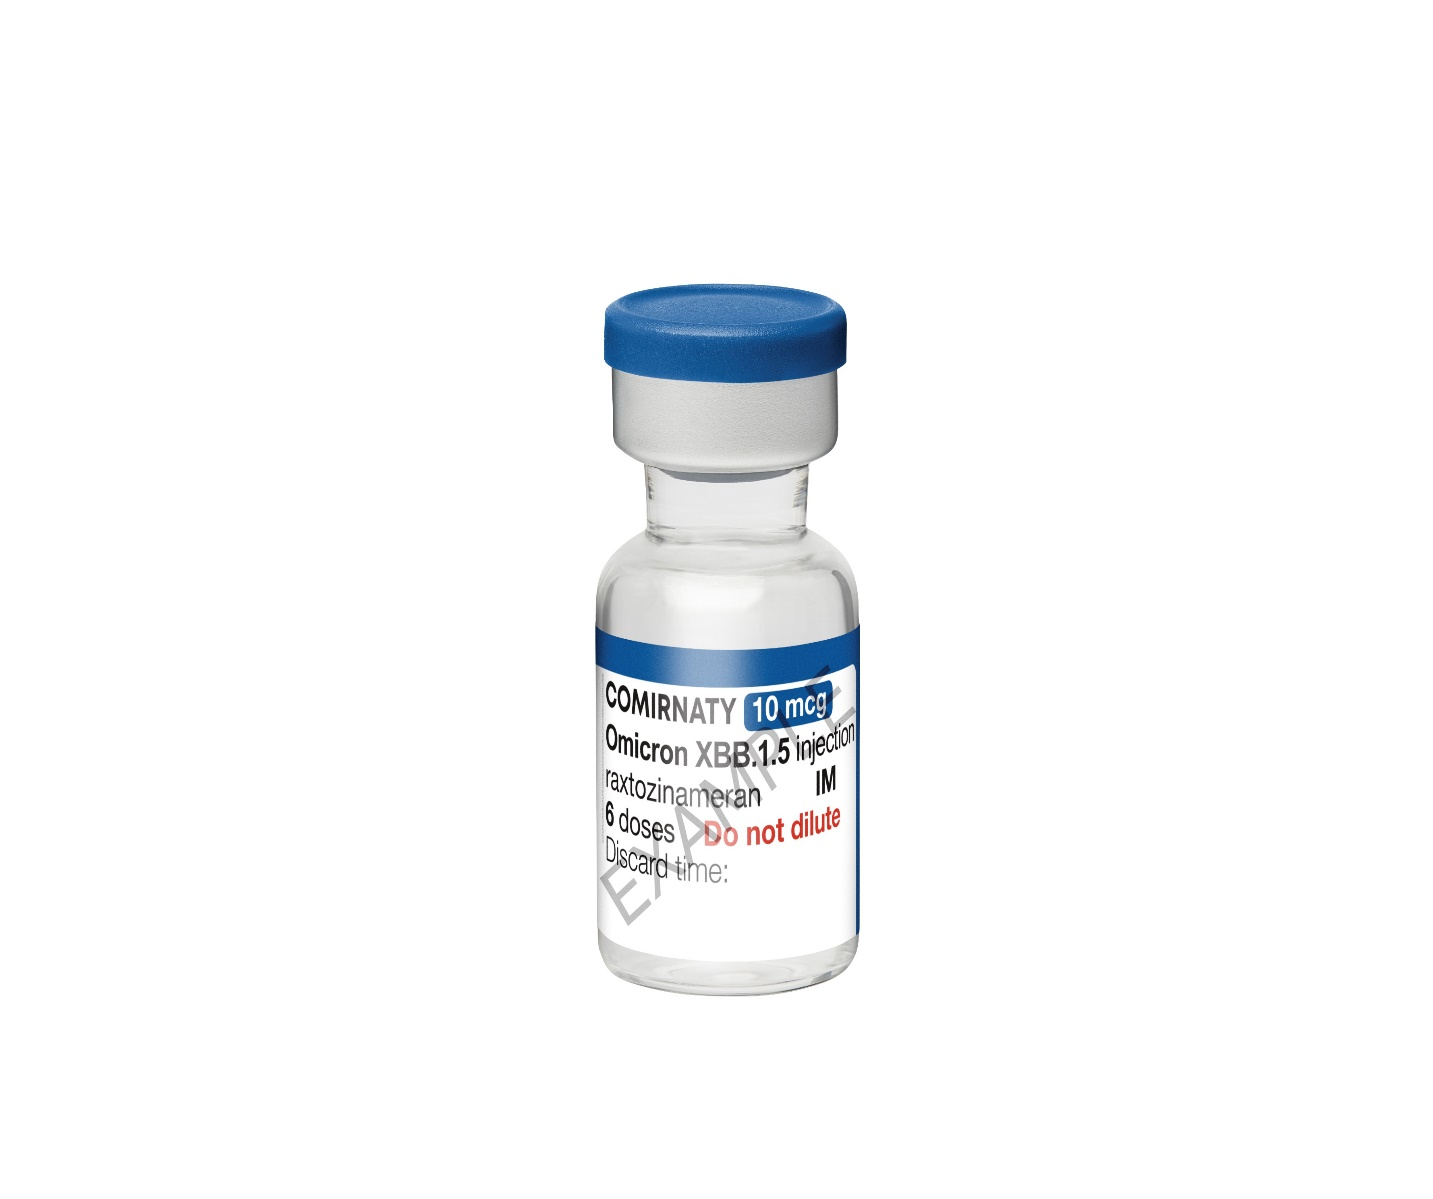 COMIRNATY 10 mcg
Omicron XBB.1.5 injection
raxtozinameran IM
6 doses Do not dilute
Discard time:
EXAMPLE